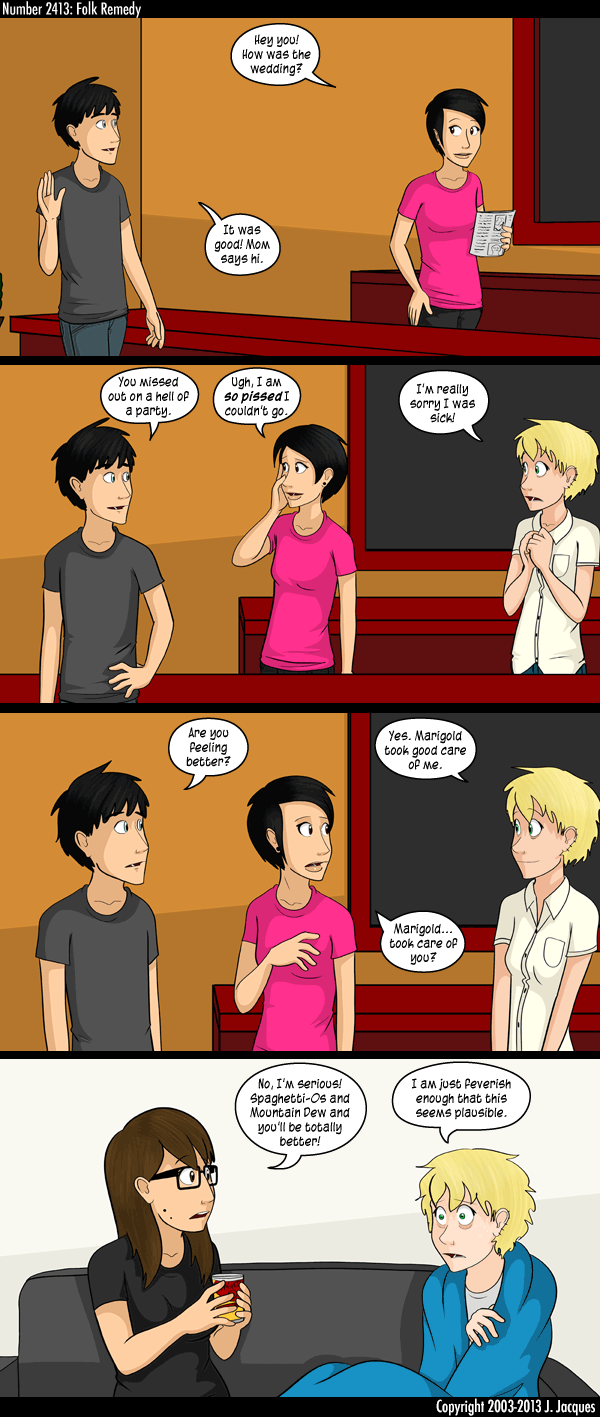 Number 2413: Folk Remedy
Hey you!
How was the
wedding?
It was
good! Mom
says hi.
You missed
out on a hell of
a party.
Ugh, I am
so pissed I
couldn't go.
I'm really
sorry I was
sick!
Are you
feeling
better?
Yes. Marigold
took good care
of me.
Marigold...
took care of
you?
No, I'm serious!
Spaghetti-Os and
Mountain Dew and
you'll be totally
better!
I am just feverish
enough that this
seems plausible.
Copyright 2003-2013 J. Jacques